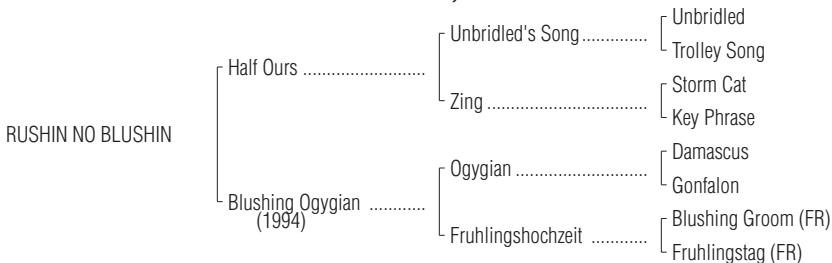 Unbridled
Unbridled's Song..............
Trolley Song
Half Ours ..........................
Storm Cat
Zing..................................
Key Phrase
RUSHIN NO BLUSHIN
Damascus
Ogygian ............................
Gonfalon
Blushing Ogygian ............
(1994)
Blushing Groom (FR)
Fruhlingshochzeit ............
Fruhlingstag (FR)